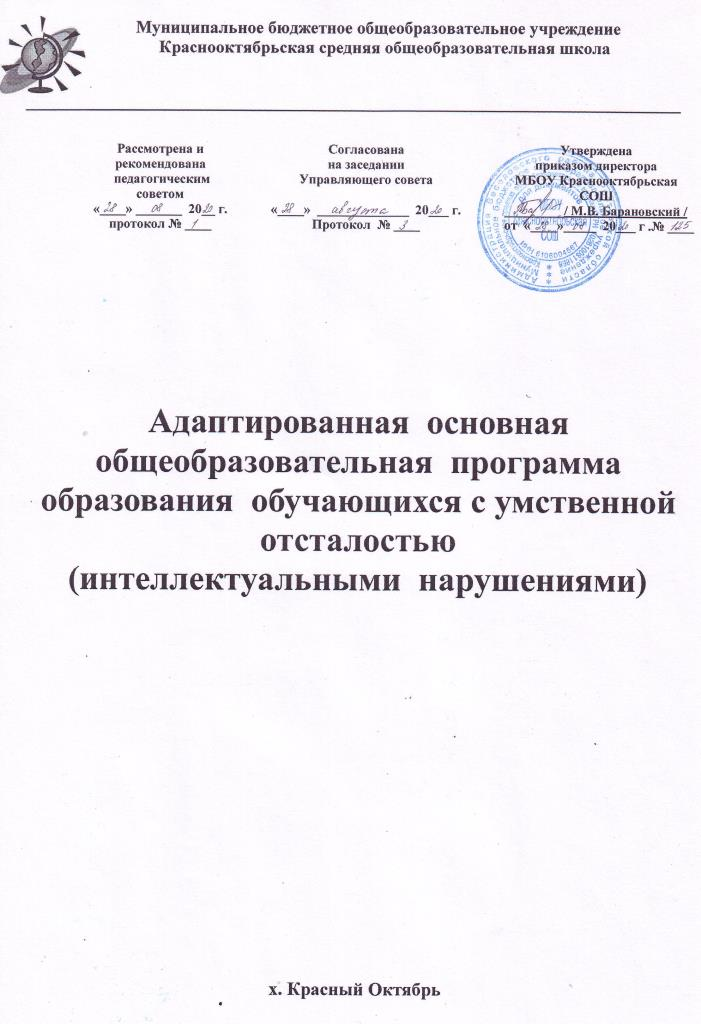 Муниципальное бюджетное общеобразовательное учреждение
Краснооктябрьская средняя общеобразовательная школа
Рассмотрена и
рекомендована
педагогическим
советом
«28» 08 2020 г.
протокол № 1
Согласована
на заседании
Управляющего совета
«28» августа 2020 г.
Протокол № 3
Утверждена
приказом директора
МБОУ Краснооктябрьская
СОШ
/ М.В. Барановский /
от « » 08 2020 г .№ 125
Адаптированная основная
общеобразовательная программа
образования обучающихся с умственной
отсталостью
(интеллектуальными нарушениями)
х. Красный Октябрь